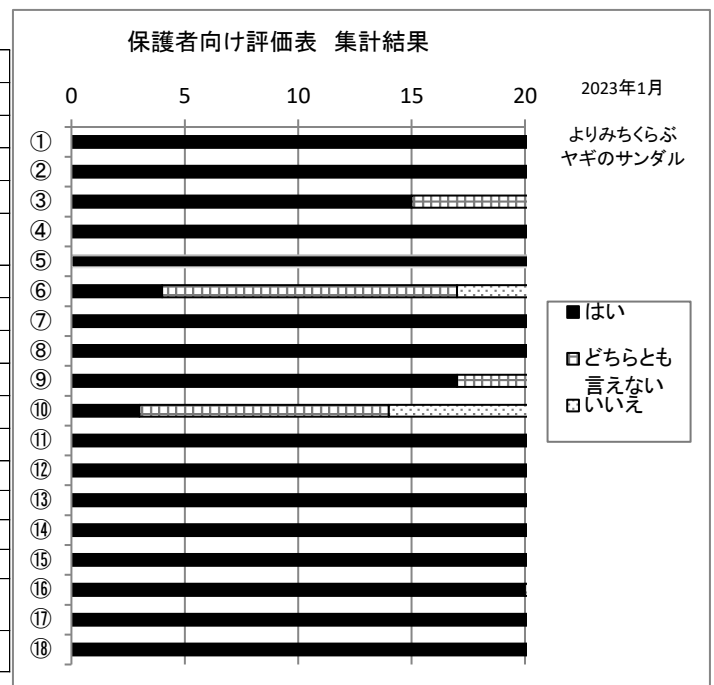 保護者向け評価表 集計結果
0 5 10 15 20
2023年1月
よりみちくらぶ
ヤギのサンダル
①
②
③
④
⑤
⑥
⑦
⑧
⑨
⑩
⑪
⑫
⑬
⑭
⑮
⑯
⑰
⑱
はい
どちらとも
言えない
いいえ